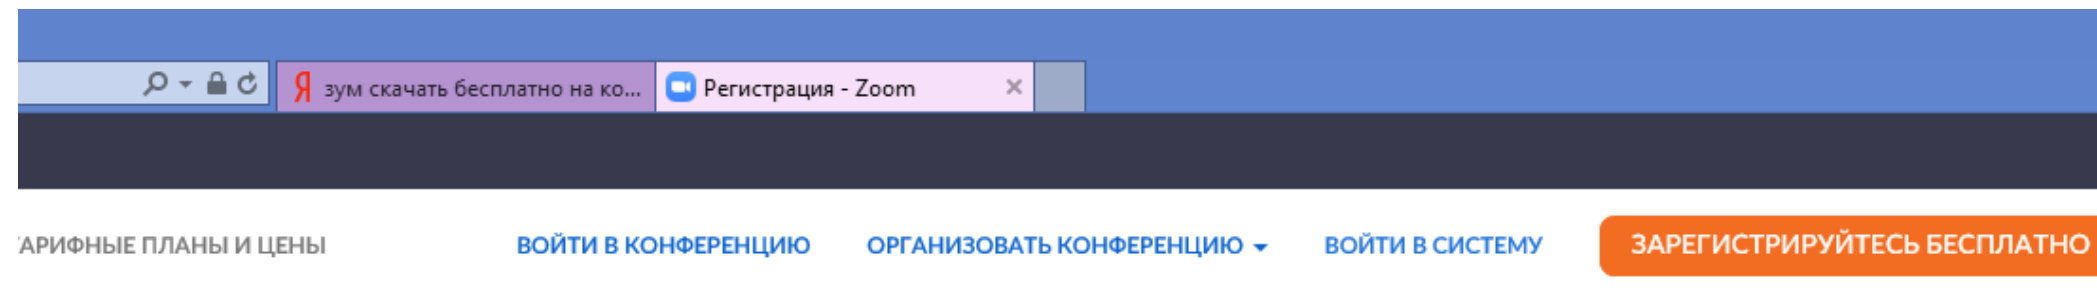 Я зум скачать бесплатно на ко... Регистрация - Zoom
АРИФНЫЕ ПЛАНЫ И ЦЕНЫ ВОЙТИ В КОНФЕРЕНЦИЮ ОРГАНИЗОВАТЬ КОНФЕРЕНЦИЮ ВОЙТИ В СИСТЕМУ ЗАРЕГИСТРИРУЙТЕСЬ БЕСПЛАТНО